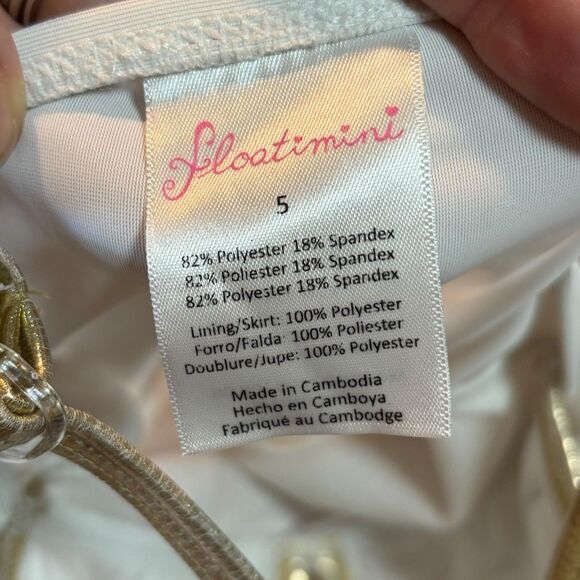 floatimini
5
82% Polyester 18% Spandex
82% Poliester 18% Spandex
82% Polyester 18% Spandex
Lining/Skirt: 100% Polyester
Forro/Falda: 100% Poliester
Doublure/Jupe: 100% Polyester
Made in Cambodia
Hecho en Camboya
Fabriqué au Cambodge